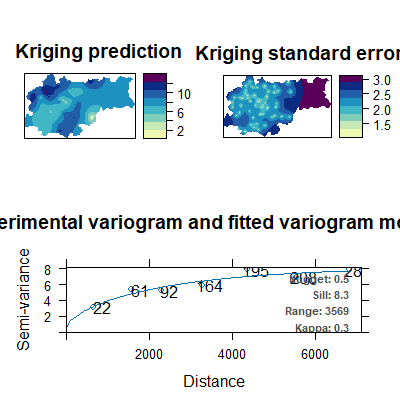 Kriging prediction
Kriging standard error
10
6
2
3.0
2.5
2.0
1.5
erimental variogram and fitted variogram mo
Semi-variance
8
6
4
2
22
61
92
164
195
28
Nugget: 0.5
Sill: 8.3
Range: 3569
Kappa: 0.3
2000
4000
6000
Distance